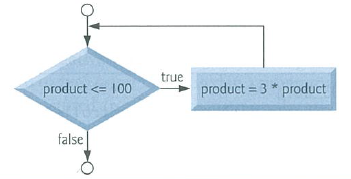 product <= 100
true
product = 3 * product
false